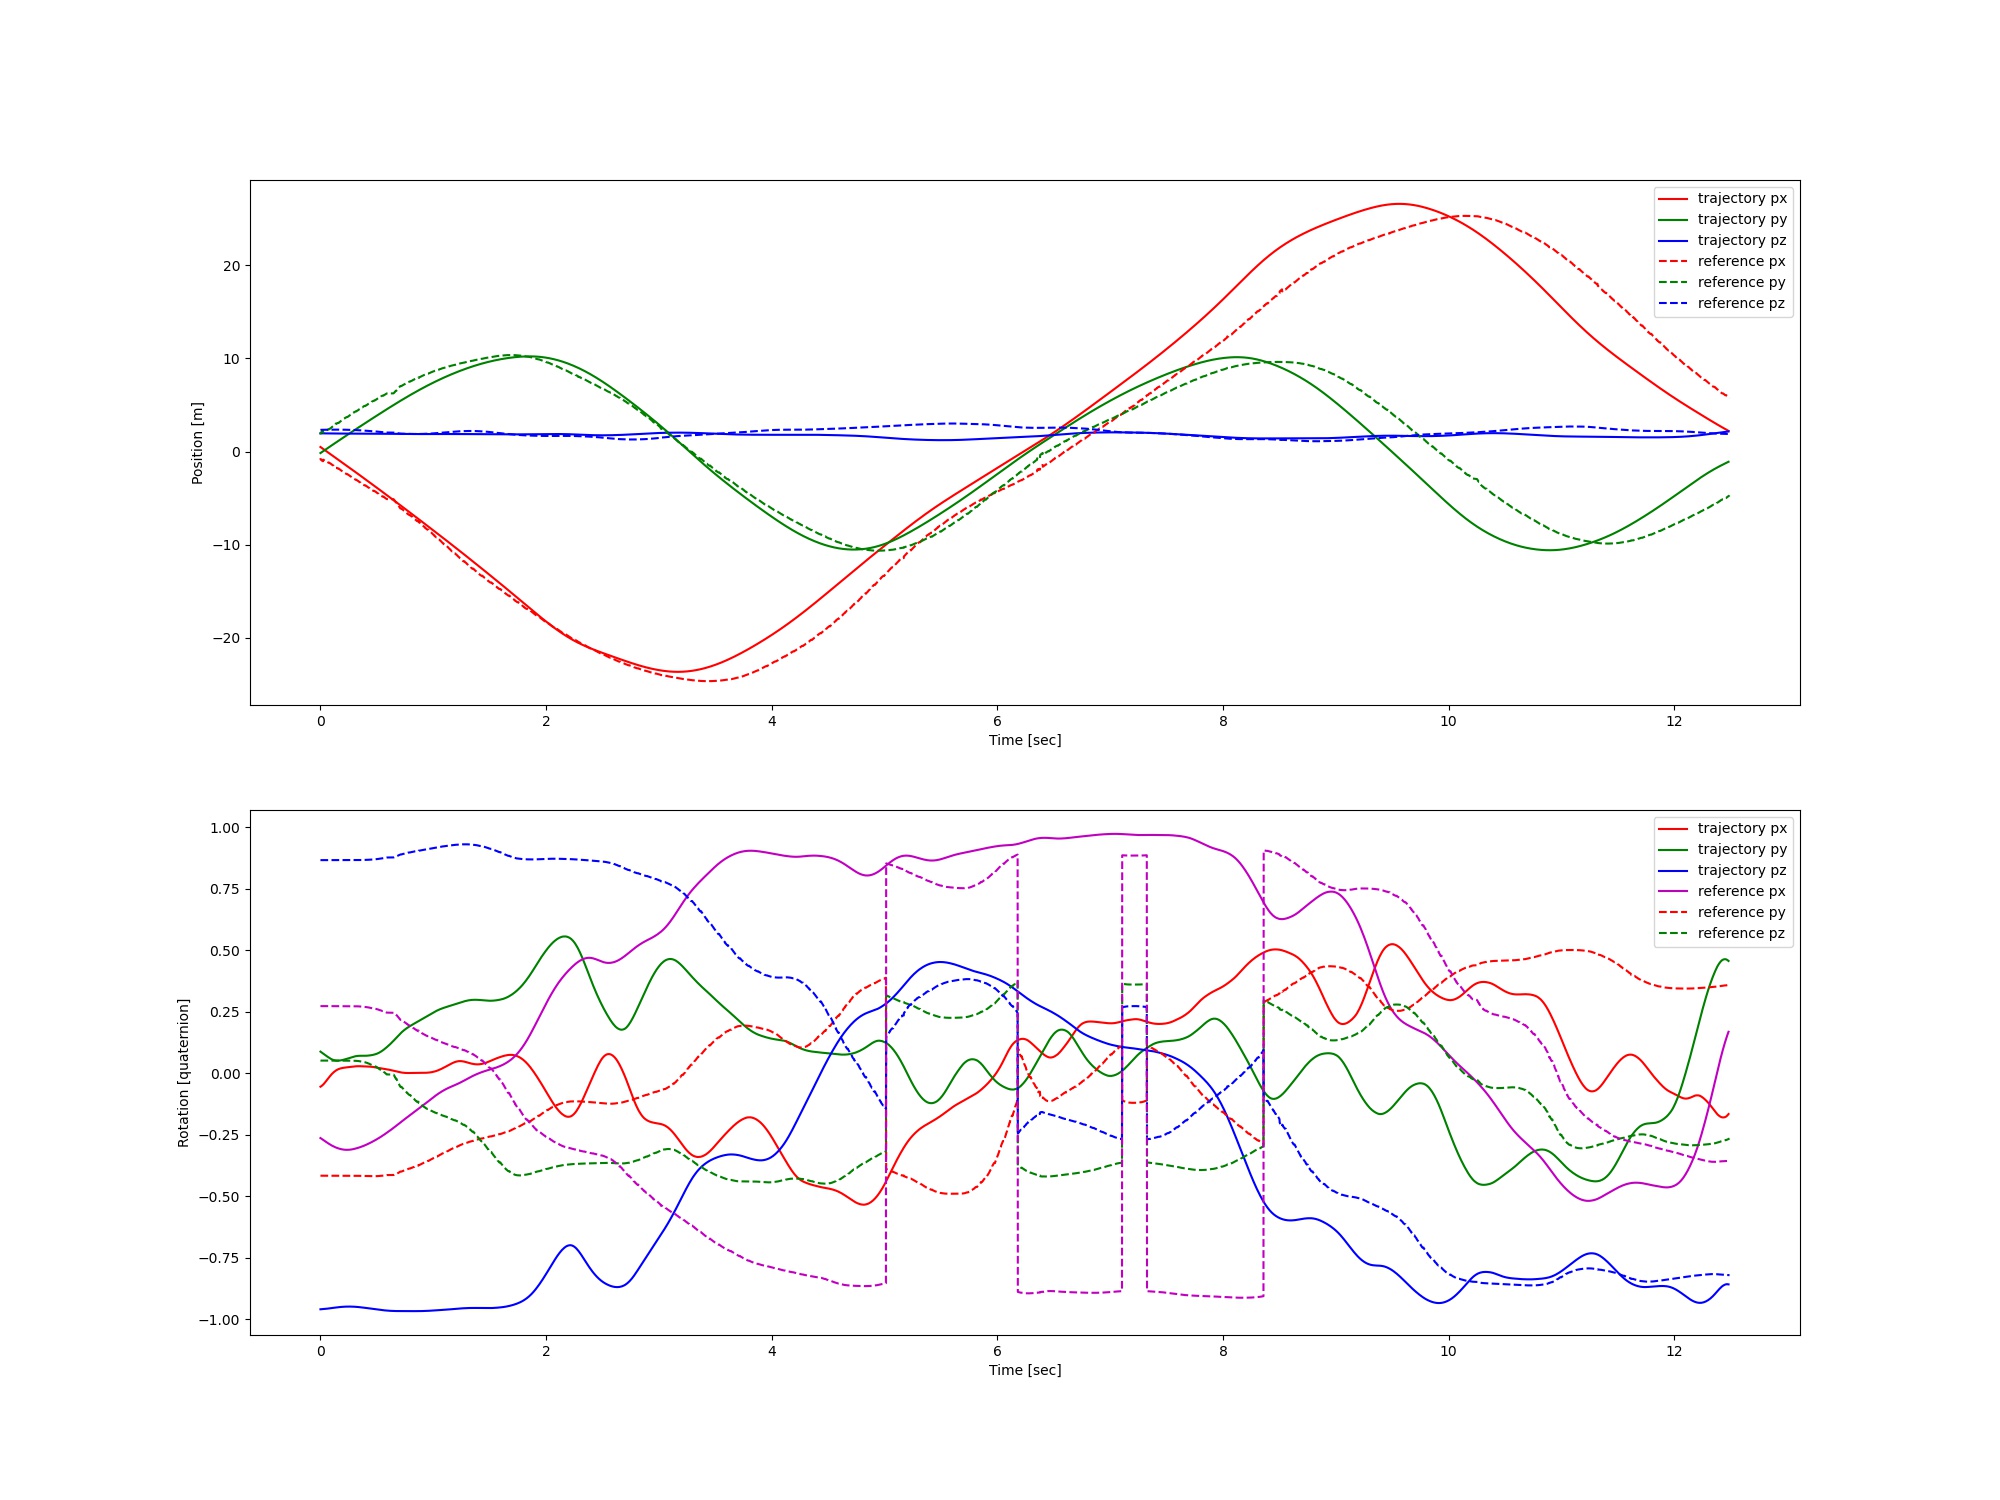 trajectory px
trajectory py
trajectory pz
reference px
reference py
reference pz
Position [m]
20
10
0
−10
−20
0 2 4 6 8 10 12
Time [sec]
trajectory px
trajectory py
trajectory pz
reference px
reference py
reference pz
Rotation [quaternion]
1.00
0.75
0.50
0.25
0.00
−0.25
−0.50
−0.75
−1.00
0 2 4 6 8 10 12
Time [sec]